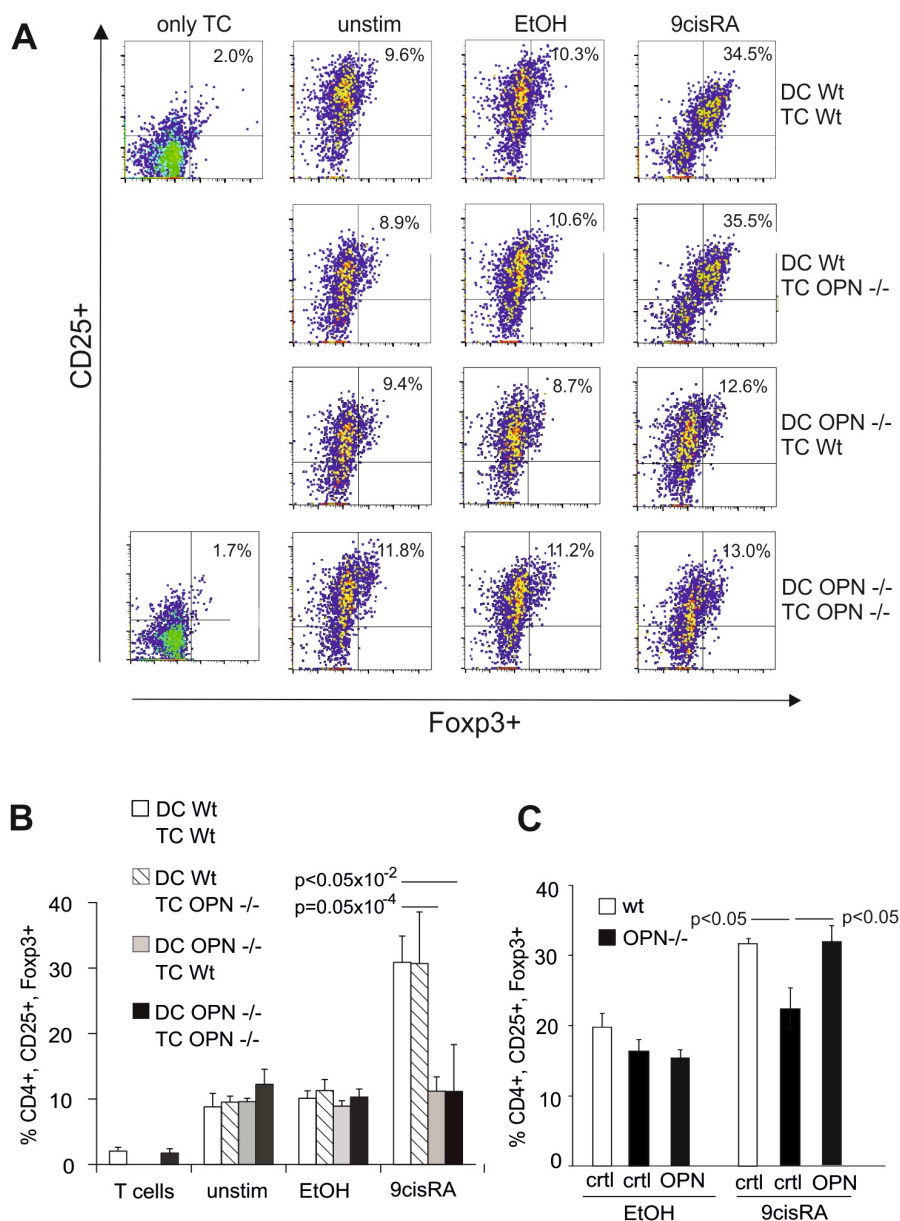 A
only TC unstim EtOH 9cisRA
2.0% 9.6% 10.3% 34.5%
DC Wt
TC Wt
8.9% 10.6% 35.5%
DC Wt
TC OPN -/-
9.4% 8.7% 12.6%
DC OPN -/-
TC Wt
1.7% 11.8% 11.2% 13.0%
DC OPN -/-
TC OPN -/-
CD25+
Foxp3+
B
DC Wt
TC Wt
DC Wt
TC OPN -/-
DC OPN -/-
TC Wt
DC OPN -/-
TC OPN -/-
p<0.05x10-2
p=0.05x10-4
% CD4+, CD25+, Foxp3+
40
30
20
10
0
T cells unstim EtOH 9cisRA
C
wt
OPN-/-
p<0.05 p<0.05
% CD4+, CD25+, Foxp3+
40
30
20
10
0
crtl crtl OPN crtl crtl OPN
EtOH 9cisRA